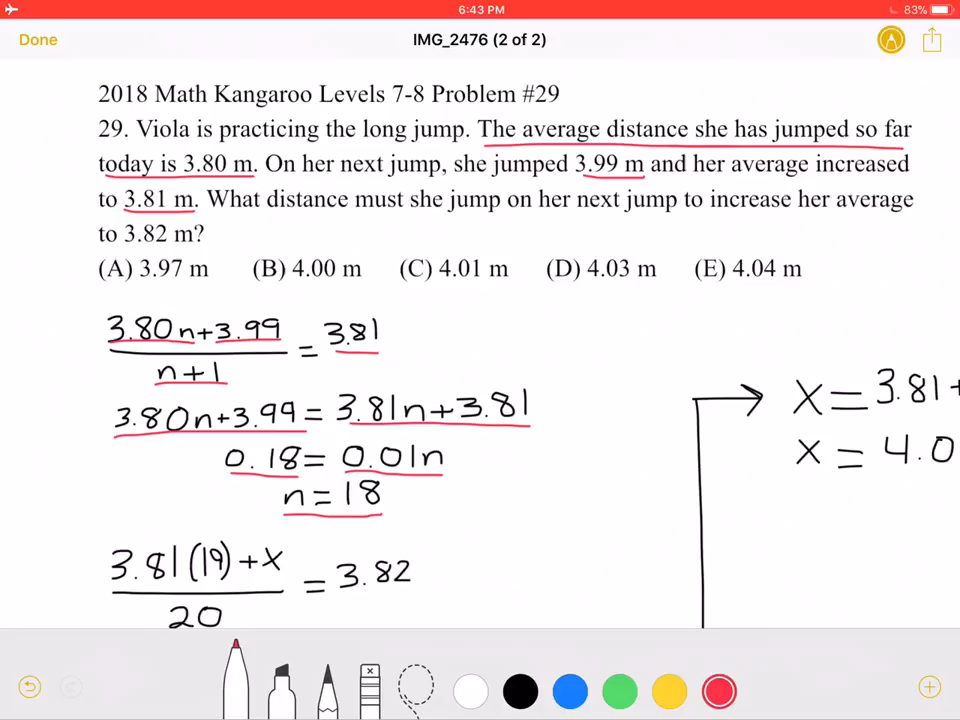 6:43 PM
83%
Done
IMG_2476 (2 of 2)
2018 Math Kangaroo Levels 7-8 Problem #29
29. Viola is practicing the long jump. The average distance she has jumped so far
today is 3.80 m. On her next jump, she jumped 3.99 m and her average increased
to 3.81 m. What distance must she jump on her next jump to increase her average
to 3.82 m?
(A) 3.97 m (B) 4.00 m (C) 4.01 m (D) 4.03 m (E) 4.04 m
3.80n+3.99
n+1
= 3.81
3.80n+3.99 = 3.81n+3.81
0.18 = 0.01n
n = 18
3.81(19)+x
20
= 3.82
x = 3.81+
x = 4.0